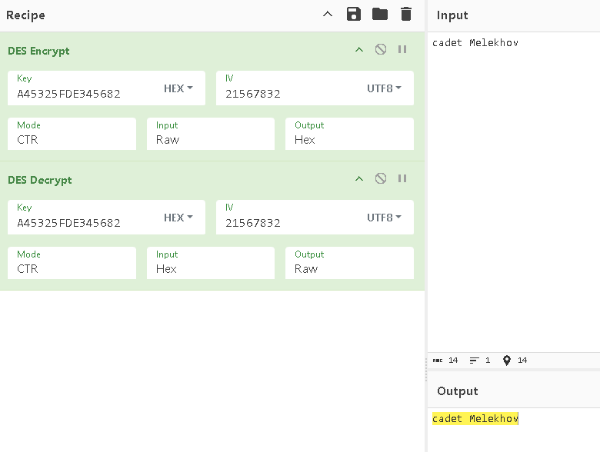 Recipe
DES Encrypt
Key
A45325FDE345682
HEX
IV
21567832
UTF8
Mode
CTR
Input
Raw
Output
Hex
DES Decrypt
Key
A45325FDE345682
HEX
IV
21567832
UTF8
Mode
CTR
Input
Hex
Output
Raw
Input
cadet Melekhov
14
1
14
Output
cadet Melekhov